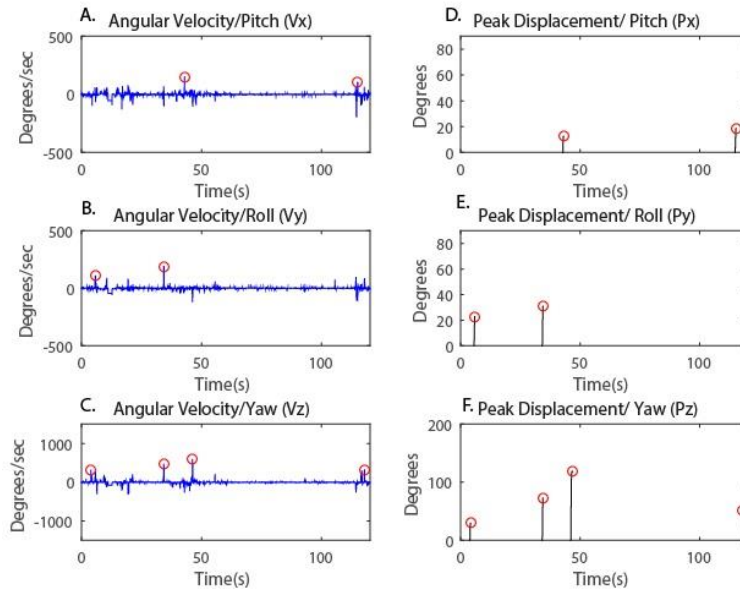 A. Angular Velocity/Pitch (Vx)
500
0
-500
Degrees/sec
0 50 100
Time(s)
D. Peak Displacement/ Pitch (Px)
80
60
40
20
0
Degrees
0 50 100
Time(s)
B. Angular Velocity/Roll (Vy)
500
0
-500
Degrees/sec
0 50 100
Time(s)
E. Peak Displacement/ Roll (Py)
80
60
40
20
0
Degrees
0 50 100
Time(s)
C. Angular Velocity/Yaw (Vz)
1000
0
-1000
Degrees/sec
0 50 100
Time(s)
F. Peak Displacement/ Yaw (Pz)
200
100
0
Degrees
0 50 100
Time(s)